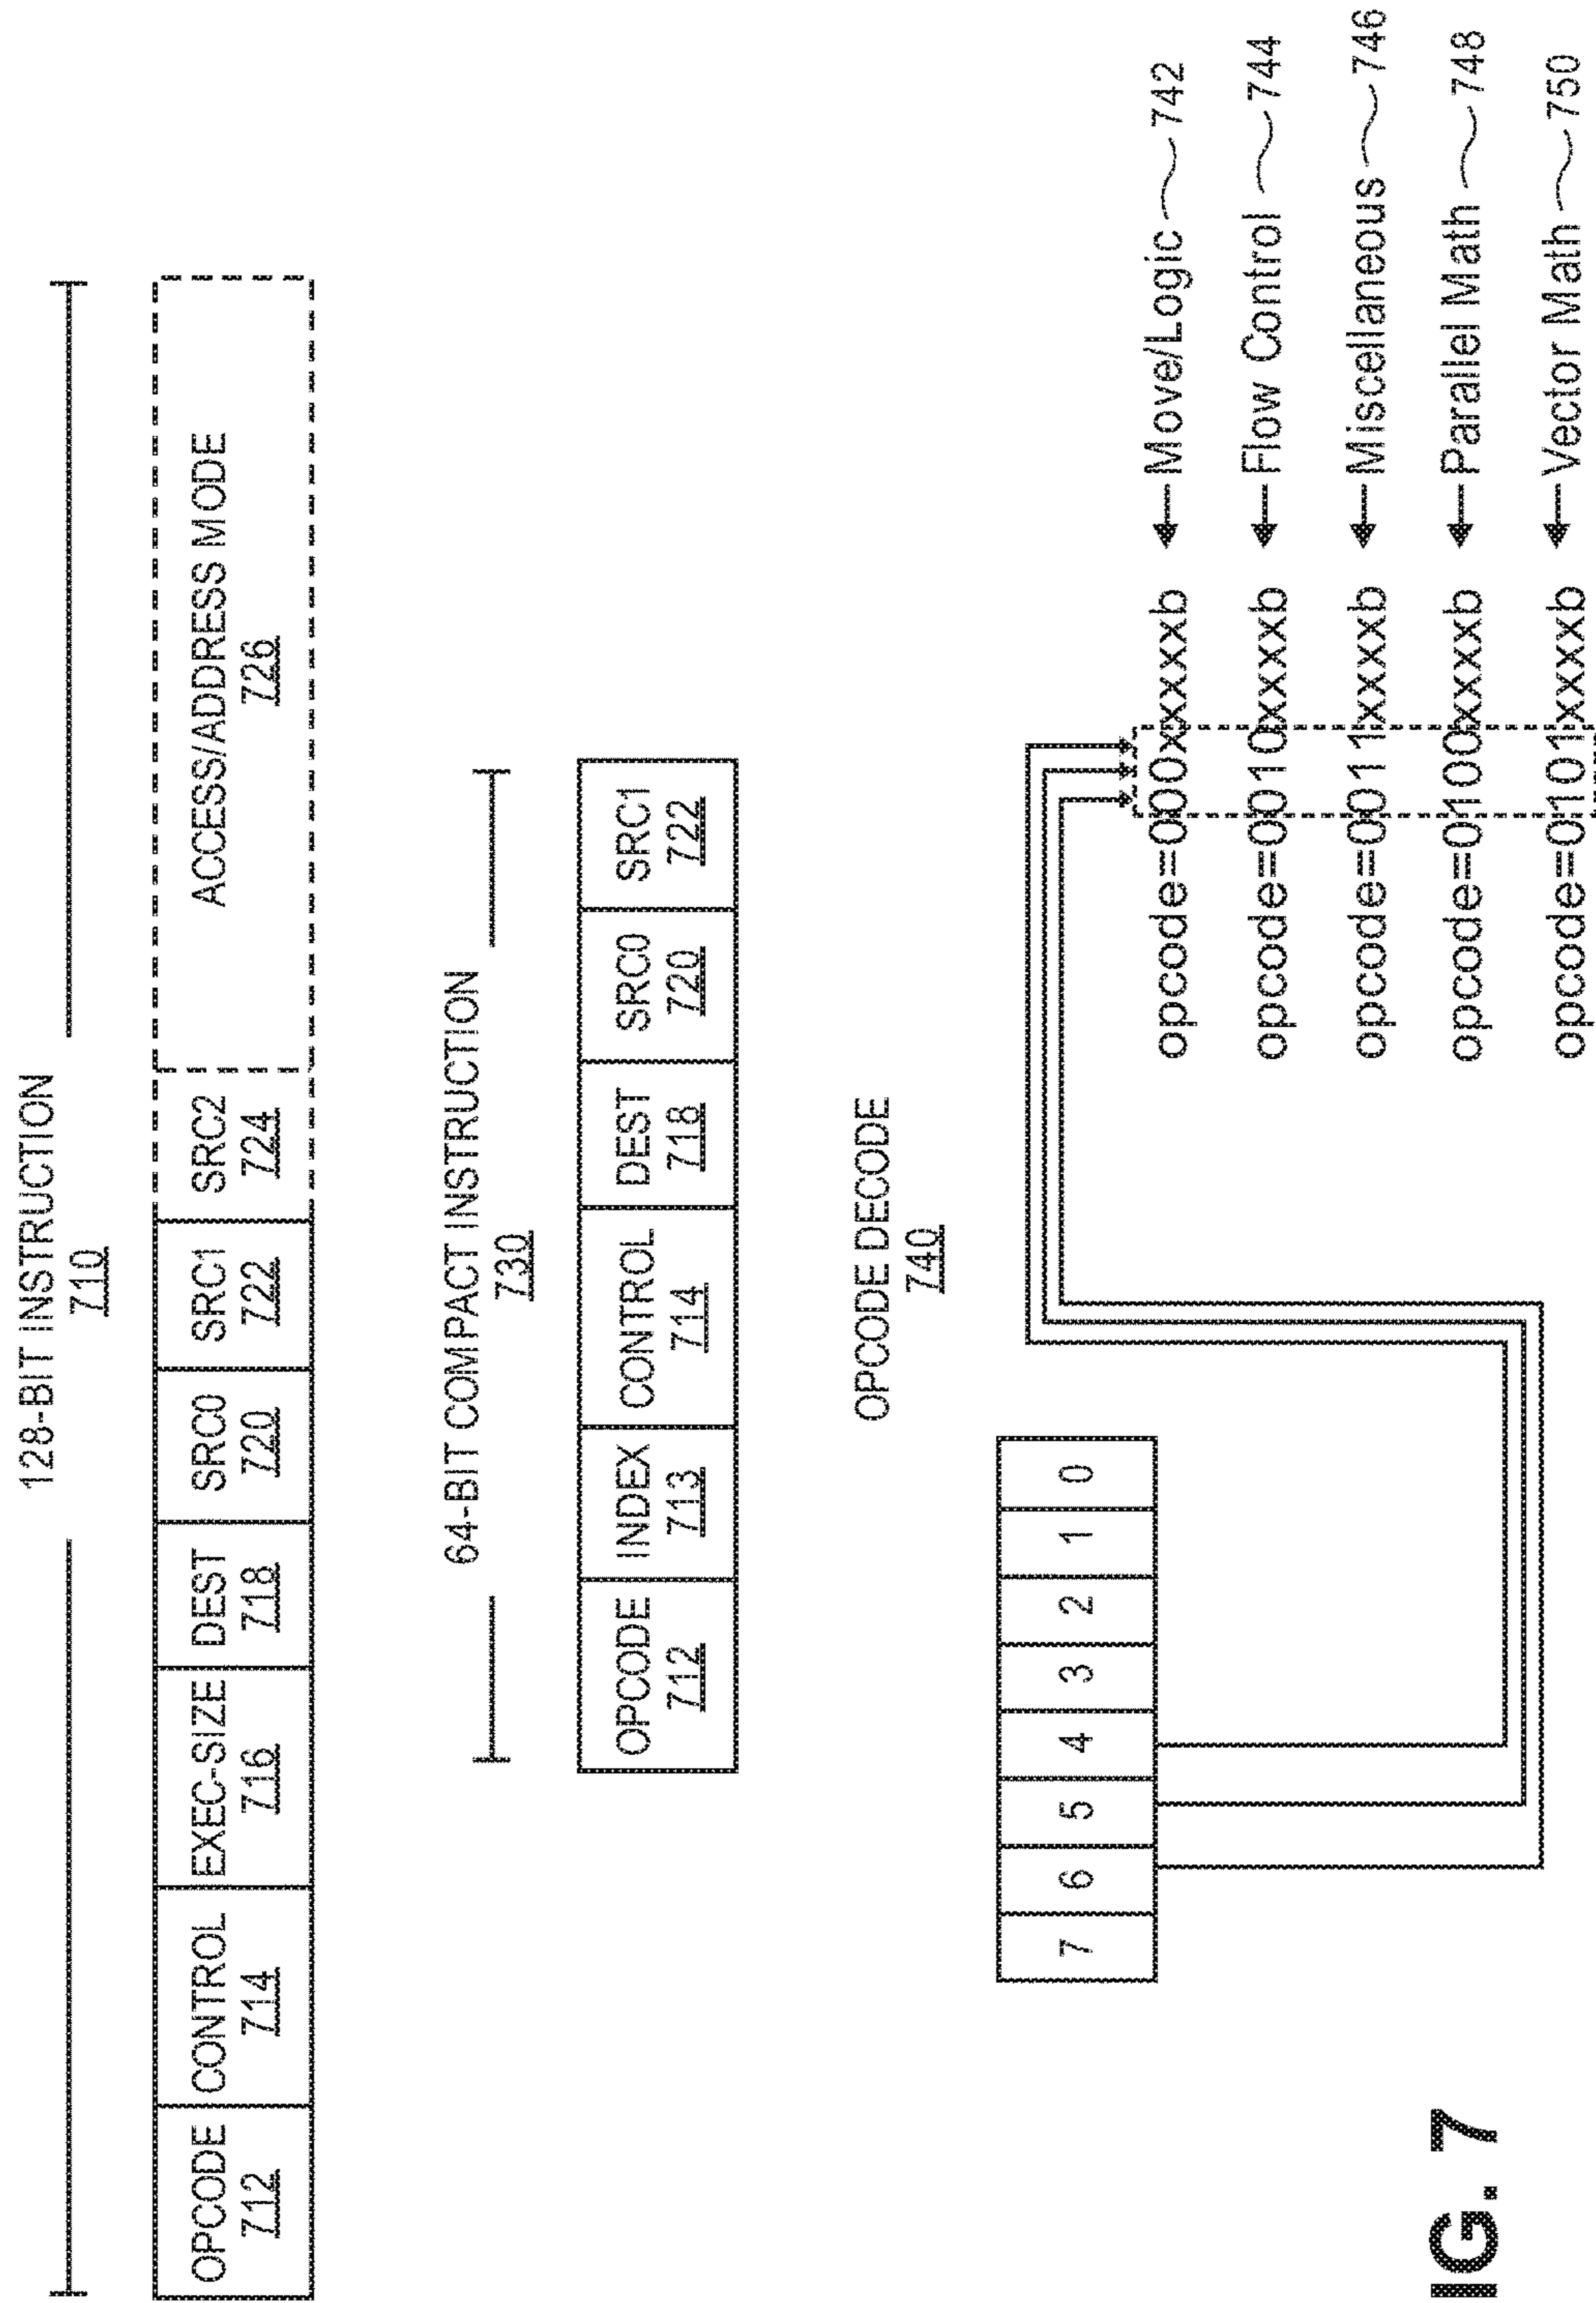 128-BIT INSTRUCTION
710
OPCODE CONTROL EXEC-SIZE DEST SRC0 SRC1 SRC2 ACCESS/ADDRESS MODE
712 714 716 718 720 722 724 726
64-BIT COMPACT INSTRUCTION
730
OPCODE INDEX CONTROL DEST SRC0 SRC1
712 713 714 718 720 722
OPCODE DECODE
740
7 6 5 4 3 2 1 0
opcode=000xxxxxb Move/Logic 742
opcode=0010xxxxb Flow Control 744
opcode=0011xxxxb Miscellaneous 746
opcode=0100xxxxb Parallel Math 748
opcode=0101xxxxb Vector Math 750
IG. 7